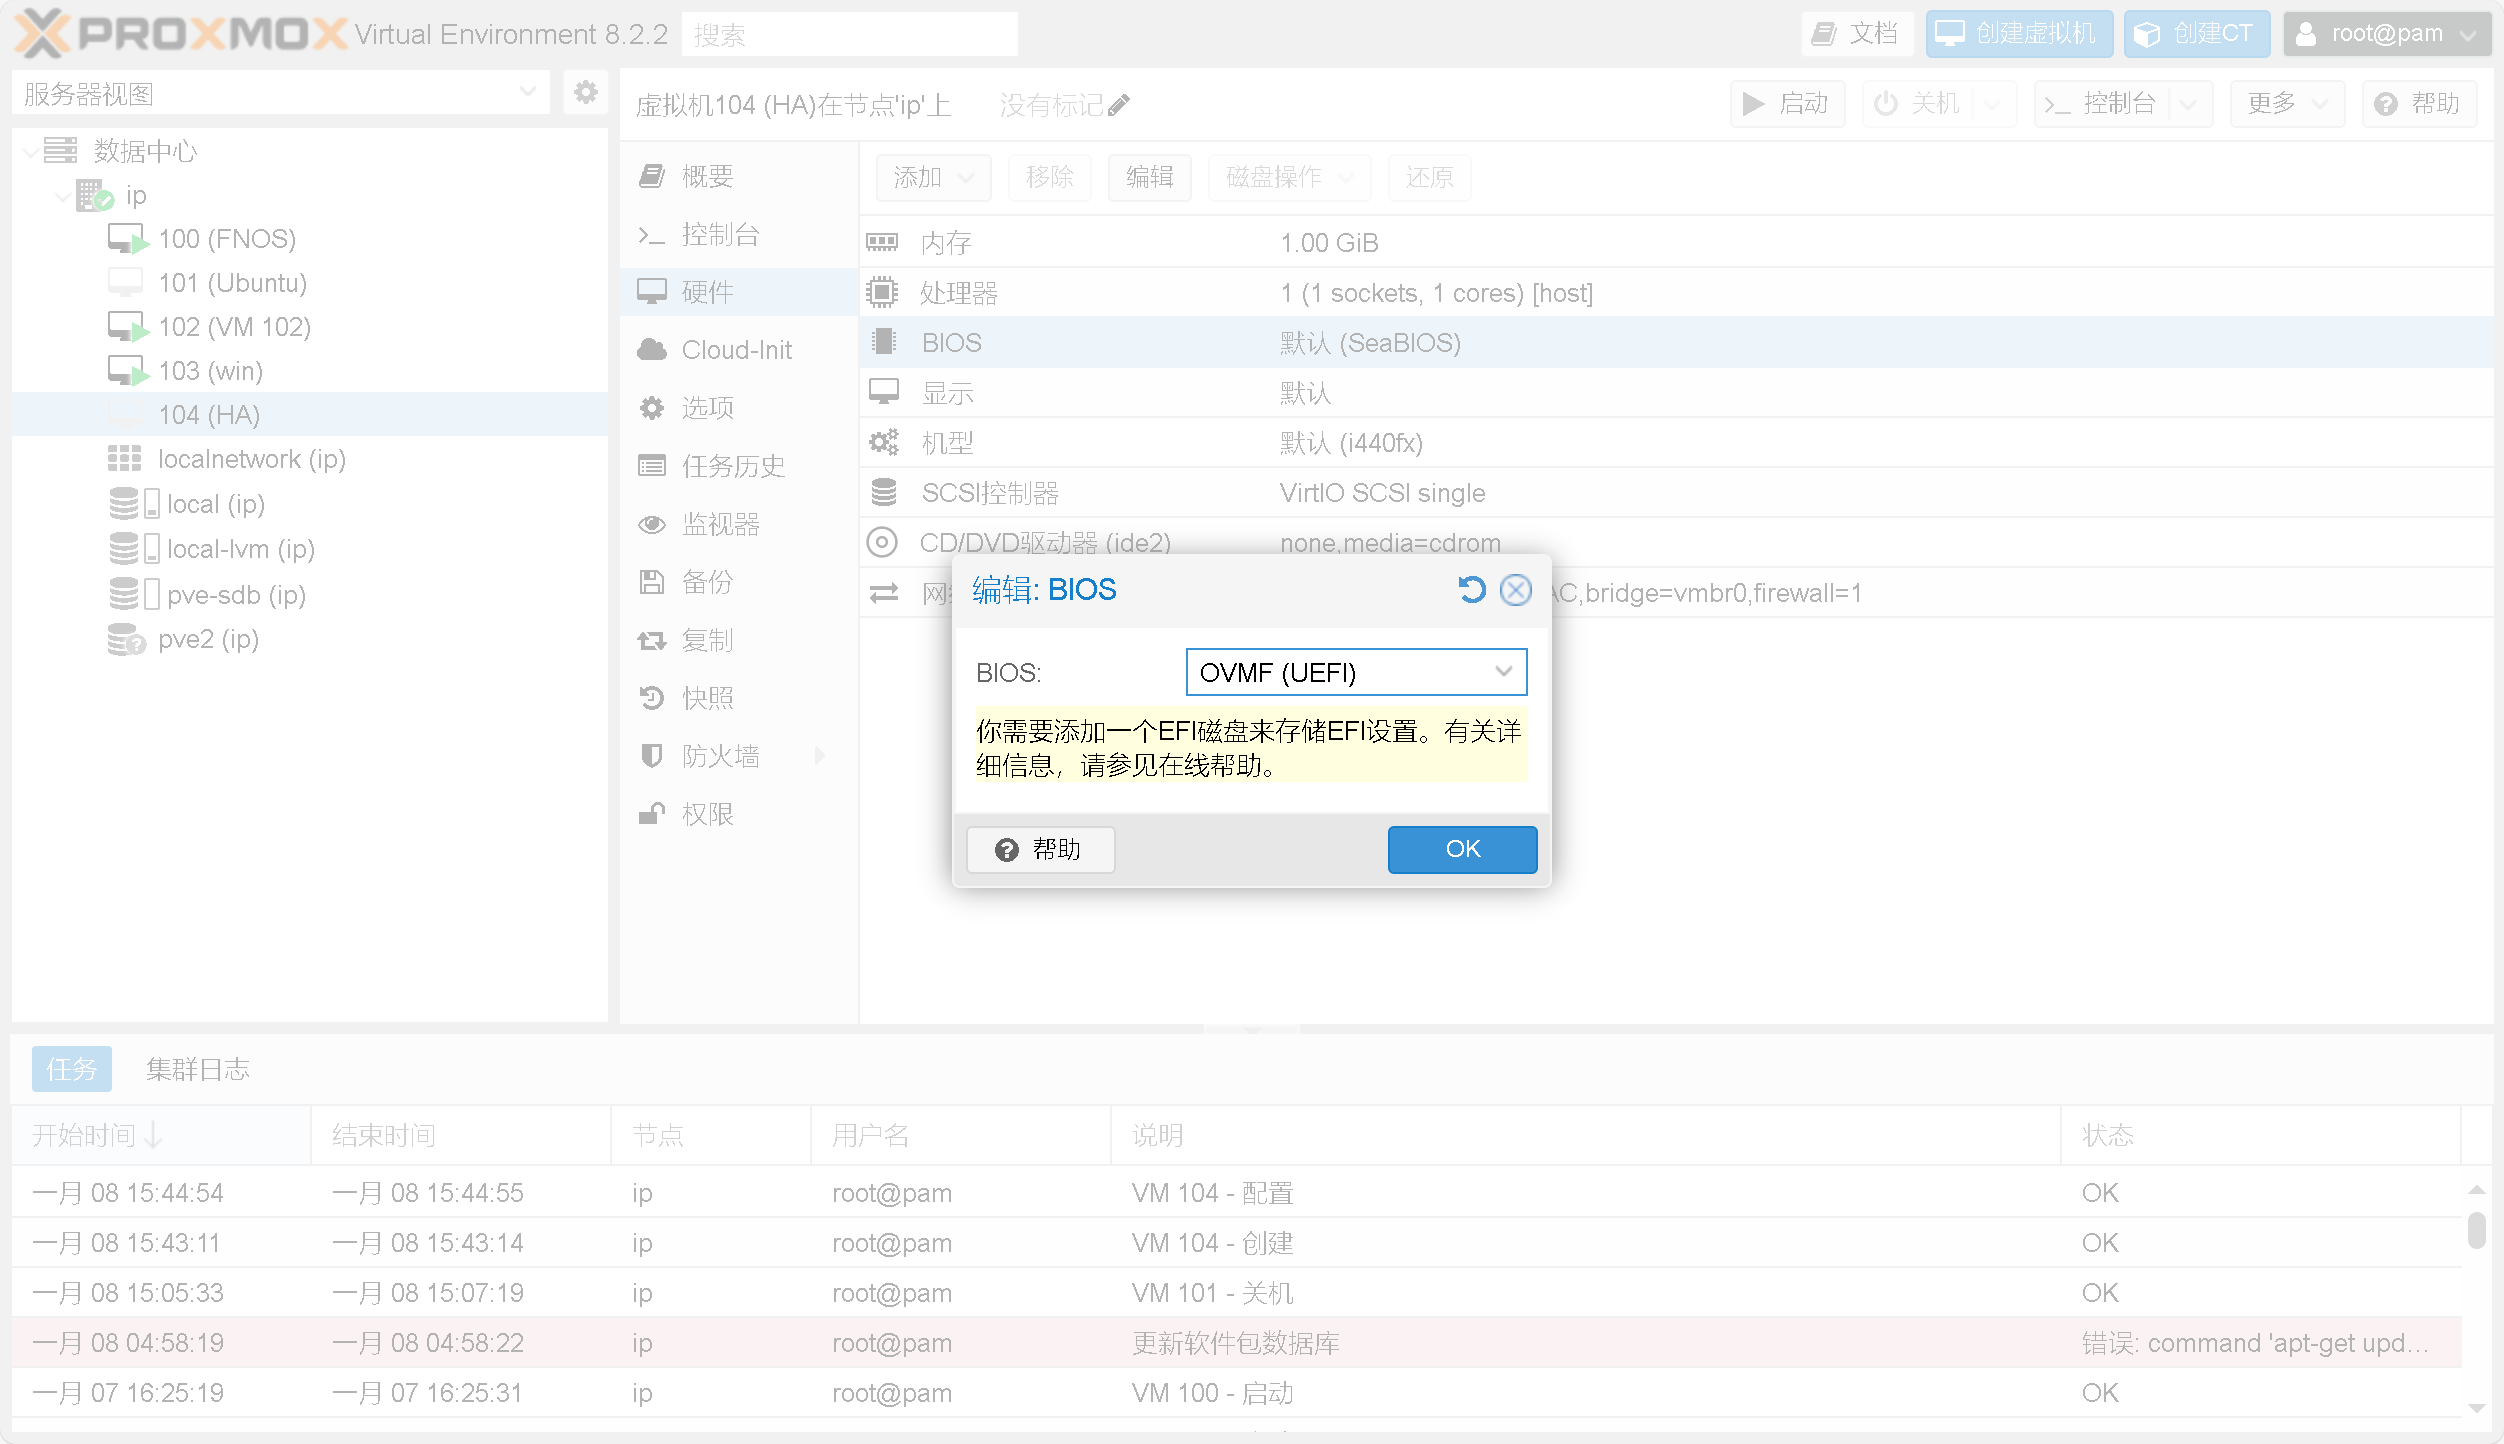 PROXMOX Virtual Environment 8.2.2 搜索 文档 创建虚拟机 创建CT root@pam
服务器视图
虚拟机104 (HA)在节点'ip'上 没有标记 启动 关机 控制台 更多 帮助
数据中心
ip
100 (FNOS)
101 (Ubuntu)
102 (VM 102)
103 (win)
104 (HA)
localnetwork (ip)
local (ip)
local-lvm (ip)
pve-sdb (ip)
pve2 (ip)
概要
控制台
硬件
Cloud-Init
选项
任务历史
监视器
备份
复制
快照
防火墙
权限
添加 移除 编辑 磁盘操作 还原
内存 1.00 GiB
处理器 1 (1 sockets, 1 cores) [host]
BIOS 默认 (SeaBIOS)
显示 默认
机型 默认 (i440fx)
SCSI控制器 VirtIO SCSI single
CD/DVD驱动器 (ide2) none,media=cdrom
AC,bridge=vmbr0,firewall=1
编辑: BIOS
BIOS: OVMF (UEFI)
你需要添加一个EFI磁盘来存储EFI设置。有关详
细信息，请参见在线帮助。
帮助 OK
任务 集群日志
开始时间 结束时间 节点 用户名 说明 状态
一月 08 15:44:54 一月 08 15:44:55 ip root@pam VM 104 - 配置 OK
一月 08 15:43:11 一月 08 15:43:14 ip root@pam VM 104 - 创建 OK
一月 08 15:05:33 一月 08 15:07:19 ip root@pam VM 101 - 关机 OK
一月 08 04:58:19 一月 08 04:58:22 ip root@pam 更新软件包数据库 错误: command 'apt-get upd...
一月 07 16:25:19 一月 07 16:25:31 ip root@pam VM 100 - 启动 OK